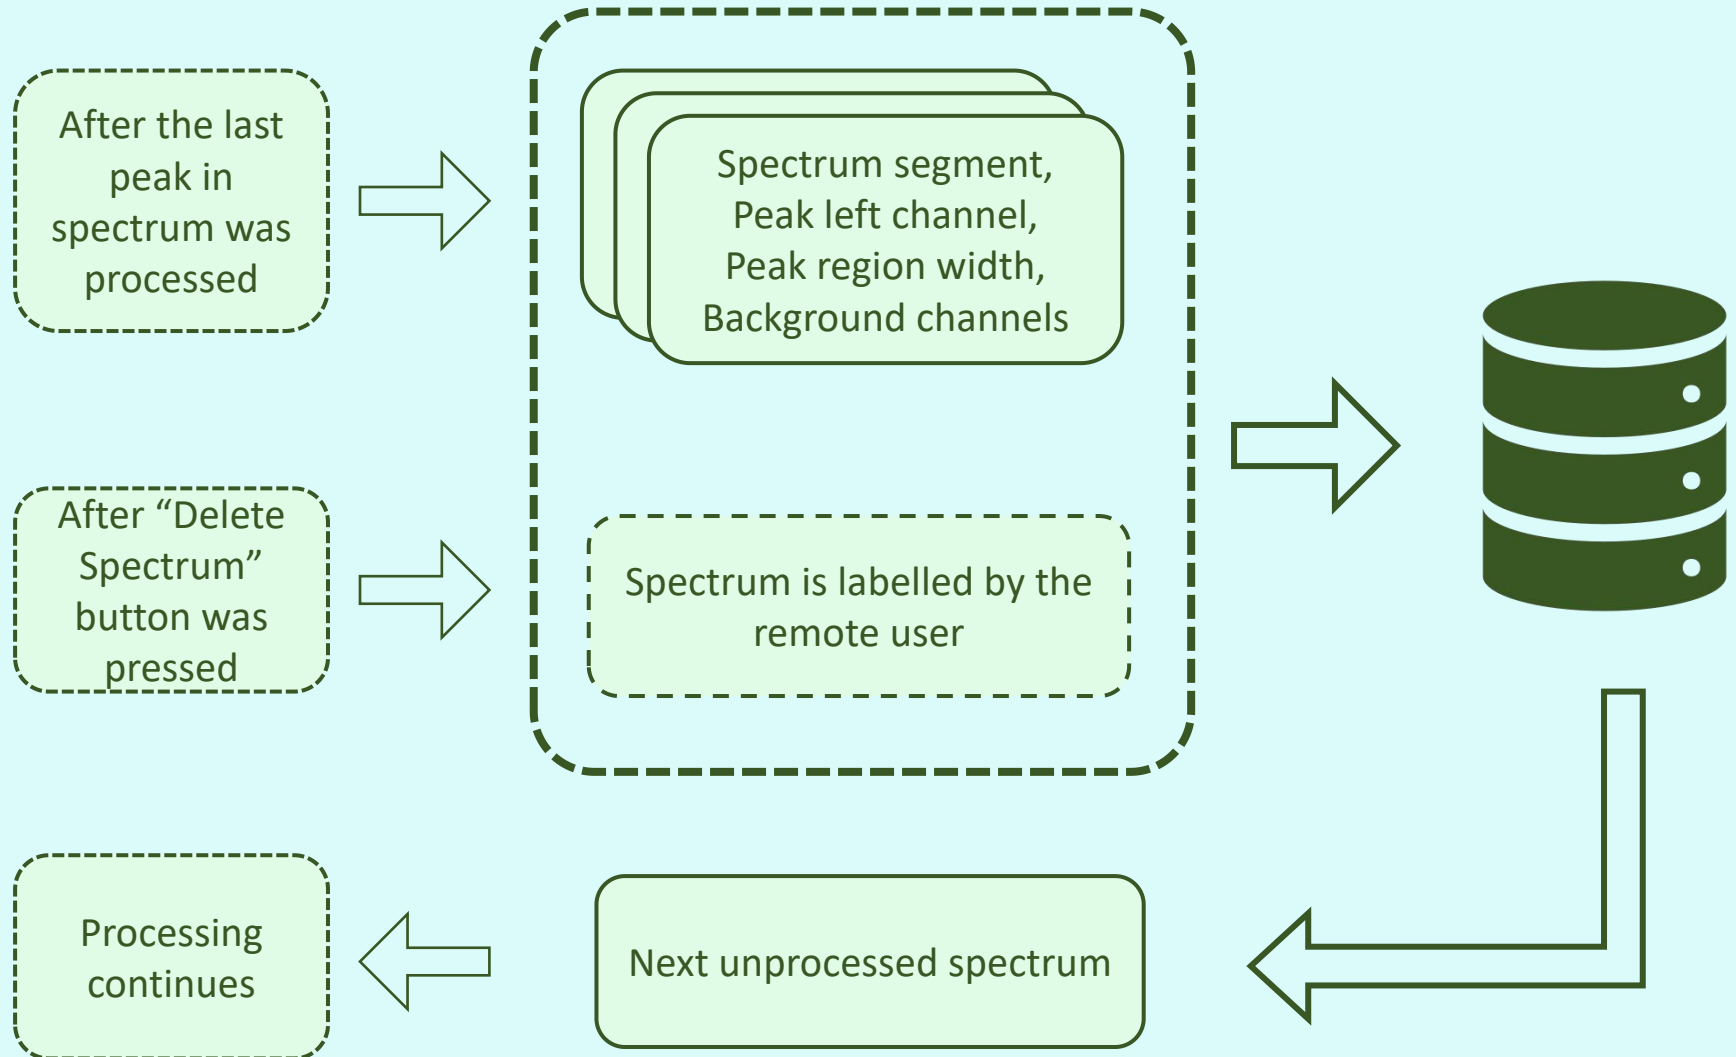 After the last
peak in
spectrum was
processed
Spectrum segment,
Peak left channel,
Peak region width,
Background channels
After “Delete
Spectrum”
button was
pressed
Spectrum is labelled by the
remote user
Processing
continues
Next unprocessed spectrum